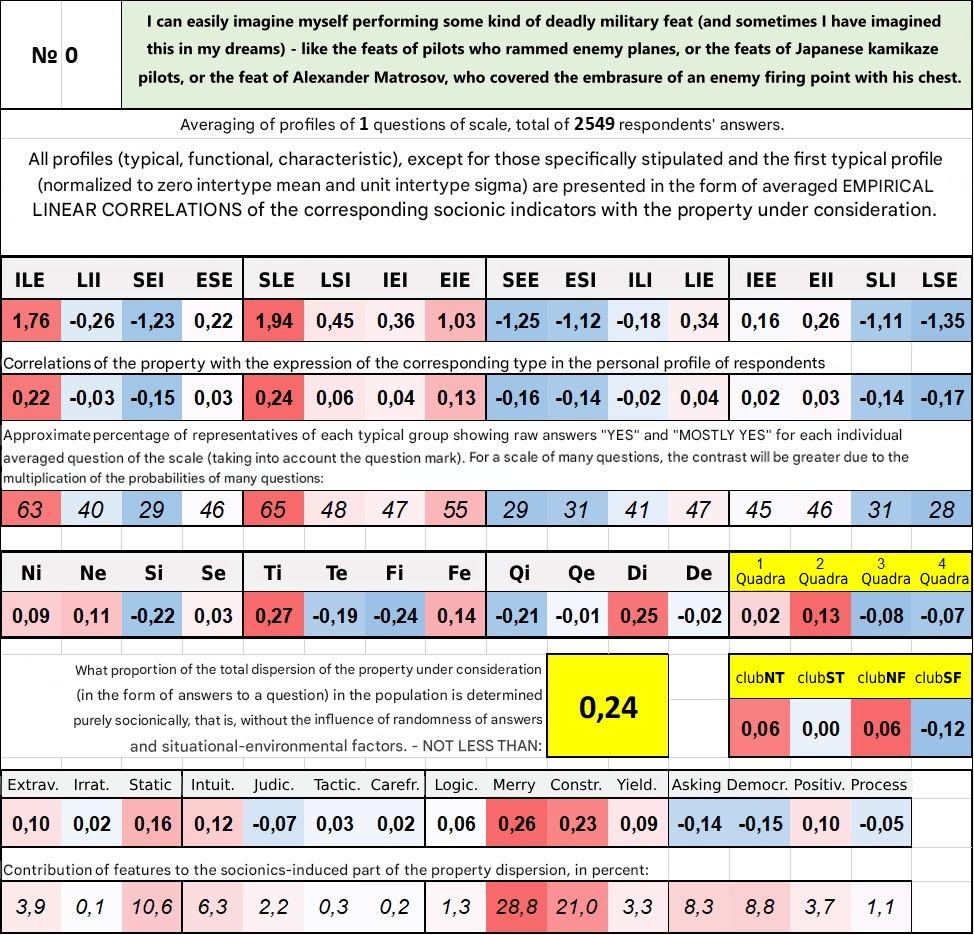 № 0
I can easily imagine myself performing some kind of deadly military feat (and sometimes I have imagined
this in my dreams) - like the feats of pilots who rammed enemy planes, or the feats of Japanese kamikaze
pilots, or the feat of Alexander Matrosov, who covered the embrasure of an enemy firing point with his chest.
Averaging of profiles of 1 questions of scale, total of 2549 respondents' answers.
All profiles (typical, functional, characteristic), except for those specifically stipulated and the first typical profile
(normalized to zero intertype mean and unit intertype sigma) are presented in the form of averaged EMPIRICAL
LINEAR CORRELATIONS of the corresponding socionic indicators with the property under consideration.
ILE LII SEI ESE SLE LSI IEI EIE SEE ESI ILI LIE IEE EII SLI LSE
1,76 -0,26 -1,23 0,22 1,94 0,45 0,36 1,03 -1,25 -1,12 -0,18 0,34 0,16 0,26 -1,11 -1,35
Correlations of the property with the expression of the corresponding type in the personal profile of respondents
0,22 -0,03 -0,15 0,03 0,24 0,06 0,04 0,13 -0,16 -0,14 -0,02 0,04 0,02 0,03 -0,14 -0,17
Approximate percentage of representatives of each typical group showing raw answers "YES" and "MOSTLY YES" for each individual
averaged question of the scale (taking into account the question mark). For a scale of many questions, the contrast will be greater due to the
multiplication of the probabilities of many questions:
63 40 29 46 65 48 47 55 29 31 41 47 45 46 31 28
Ni Ne Si Se Ti Te Fi Fe Qi Qe Di De 1 Quadra 2 Quadra 3 Quadra 4 Quadra
0,09 0,11 -0,22 0,03 0,27 -0,19 -0,24 0,14 -0,21 -0,01 0,25 -0,02 0,02 0,13 -0,08 -0,07
What proportion of the total dispersion of the property under consideration
(in the form of answers to a question) in the population is determined
purely socionically, that is, without the influence of randomness of answers
and situational-environmental factors. - NOT LESS THAN:
0,24
clubNT clubST clubNF clubSF
0,06 0,00 0,06 -0,12
Extrav. Irrat. Static Intuit. Judic. Tactic. Carefr. Logic. Merry Constr. Yield. Asking Democr. Positiv. Process
0,10 0,02 0,16 0,12 -0,07 0,03 0,02 0,06 0,26 0,23 0,09 -0,14 -0,15 0,10 -0,05
Contribution of features to the socionics-induced part of the property dispersion, in percent:
3,9 0,1 10,6 6,3 2,2 0,3 0,2 1,3 28,8 21,0 3,3 8,3 8,8 3,7 1,1